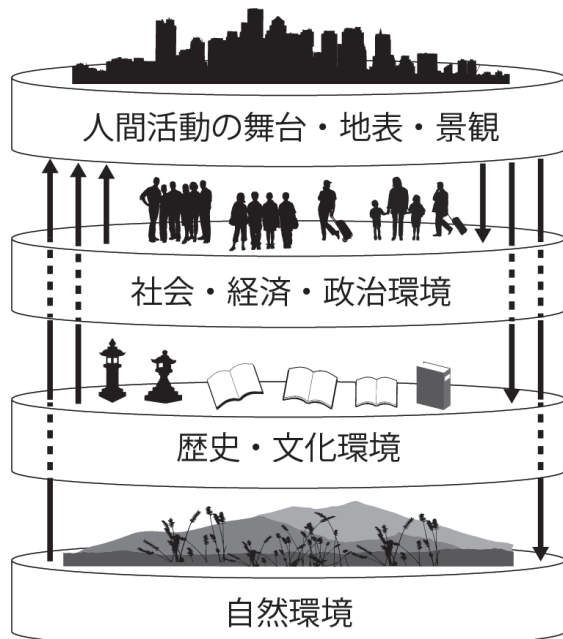 人間活動の舞台・地表・景観
社会・経済・政治環境
歴史・文化環境
自然環境